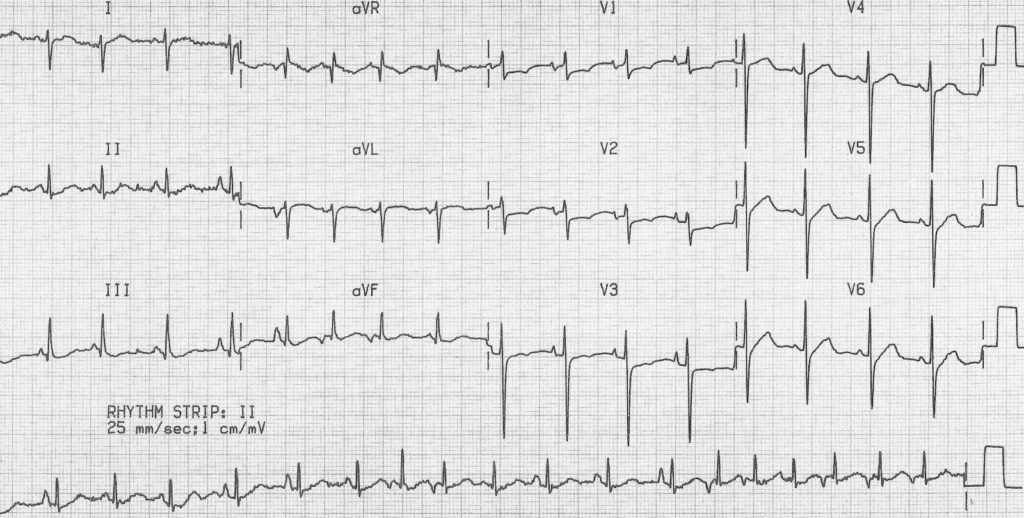 I aVR V1 V4
II aVL V2 V5
III aVF V3 V6
RHYTHM STRIP: II
25 mm/sec;1 cm/mV